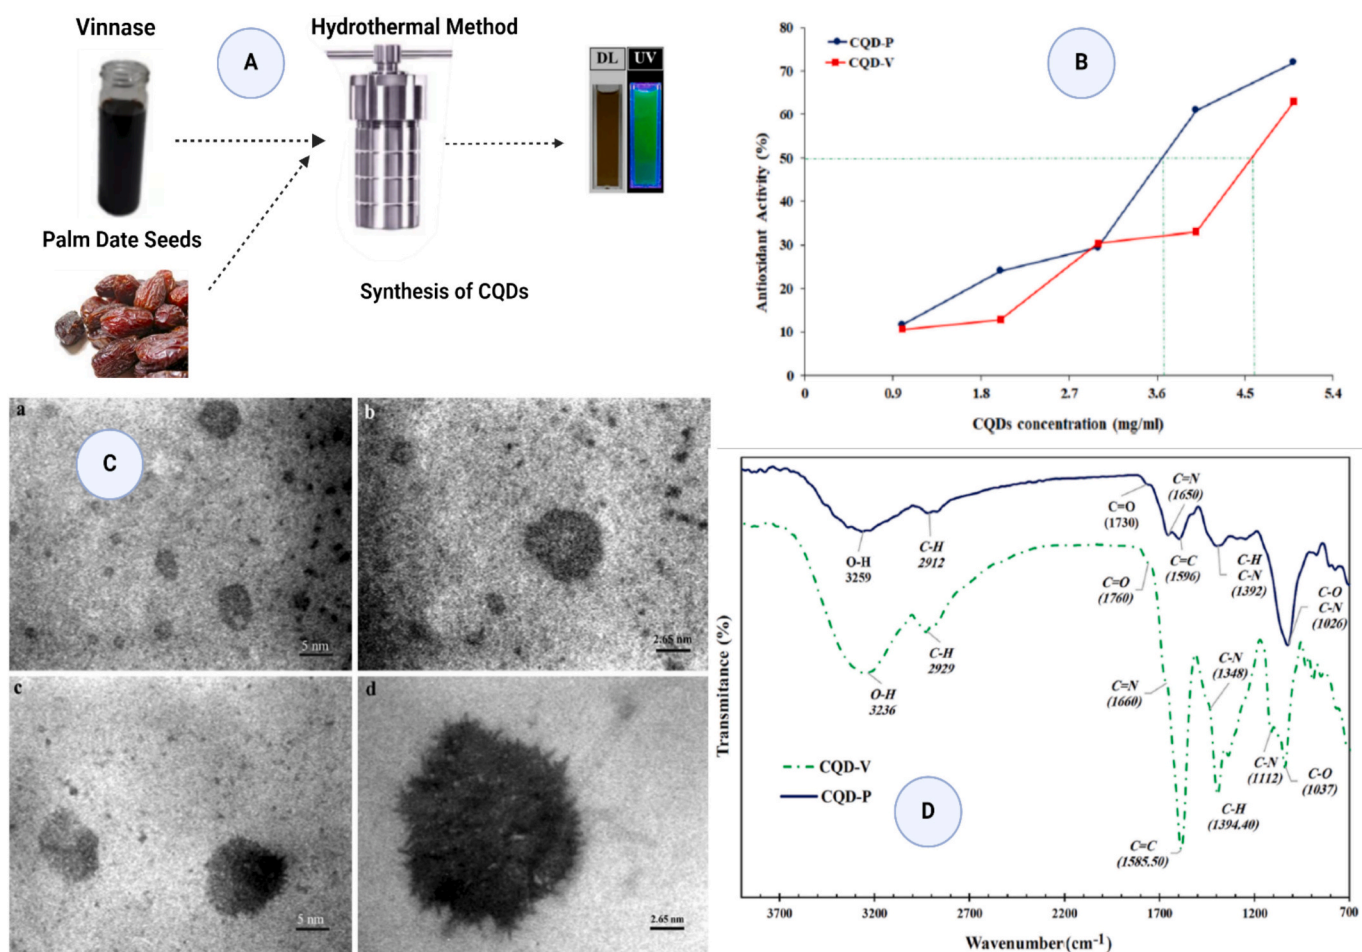 Vinnase
A
Hydrothermal Method
DL
UV
Palm Date Seeds
Synthesis of CQDs
B
CQD-P
CQD-V
Antioxidant Activity (%)
80
70
60
50
40
30
20
10
0
0
0.9
1.8
2.7
3.6
4.5
5.4
CQDs concentration (mg/ml)
a
C
5 nm
b
2.65 nm
c
5 nm
d
2.65 nm
Transmitance (%)
O-H
3259
C-H
2912
C=O
(1730)
C=N
(1650)
C=C
(1596)
C-H
C-N
(1392)
C-O
C-N
(1026)
O-H
3236
C-H
2929
C=O
(1760)
C=N
(1660)
C=C
(1585.50)
C-N
(1348)
C-H
(1394.40)
C-N
(1112)
C-O
(1037)
CQD-V
CQD-P
D
3700
3200
2700
2200
1700
1200
700
Wavenumber (cm⁻¹)